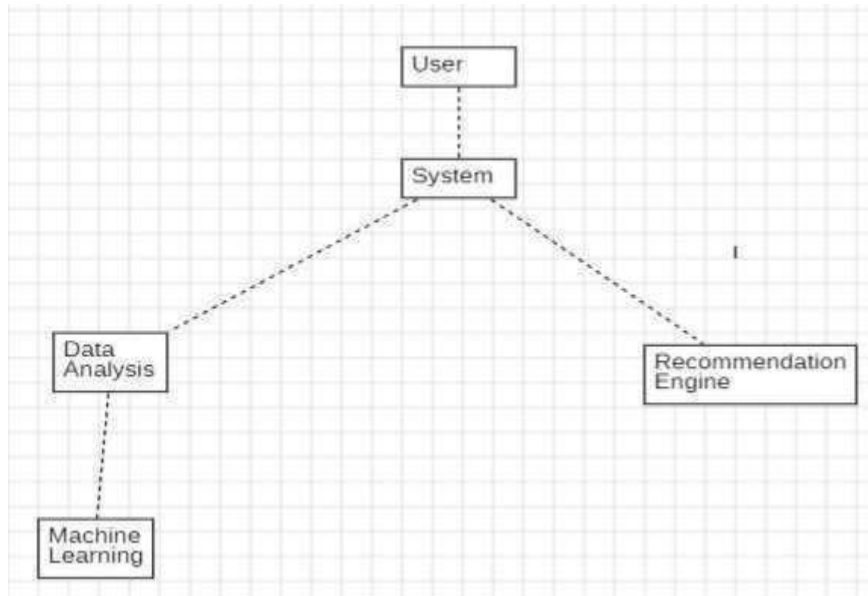 User
System
Data
Analysis
Recommendation
Engine
Machine
Learning